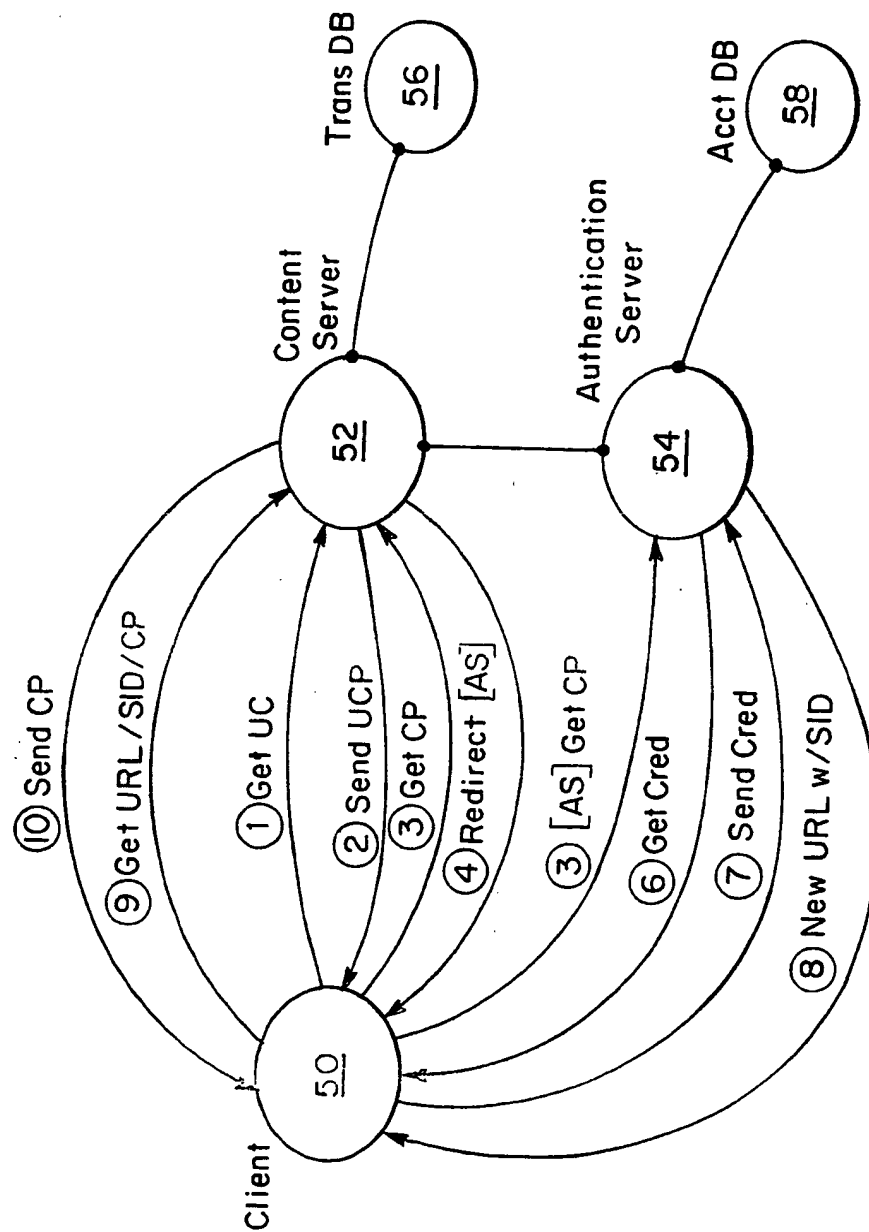 Client
50
⑩ Send CP
⑨ Get URL/SID/CP
① Get UC
② Send UCP
③ Get CP
④ Redirect [AS]
③ [AS] Get CP
⑥ Get Cred
⑦ Send Cred
⑧ New URL w/SID
Content
Server
52
Authentication
Server
54
Trans DB
56
Acct DB
58